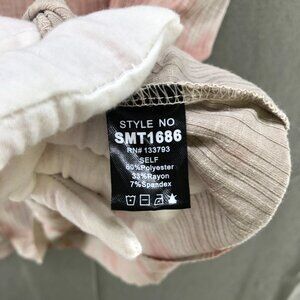 STYLE NO
SMT1686
RN# 133793
SELF
60%Polyester
33%Rayon
7%Spandex